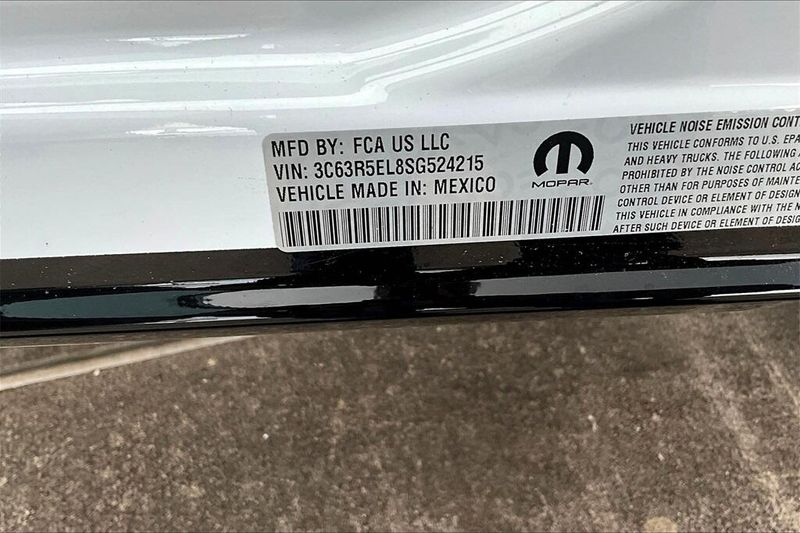 MFD BY: FCA US LLC
VIN: 3C63R5EL8SG524215
VEHICLE MADE IN: MEXICO
MOPAR
VEHICLE NOISE EMISSION CONT
THIS VEHICLE CONFORMS TO U.S. EPA
AND HEAVY TRUCKS. THE FOLLOWING A
PROHIBITED BY THE NOISE CONTROL AC
OTHER THAN FOR PURPOSES OF MAINTE
CONTROL DEVICE OR ELEMENT OF DESIGN
THIS VEHICLE IN COMPLIANCE WITH THE N
AFTER SUCH DEVICE OR ELEMENT OF DESIG